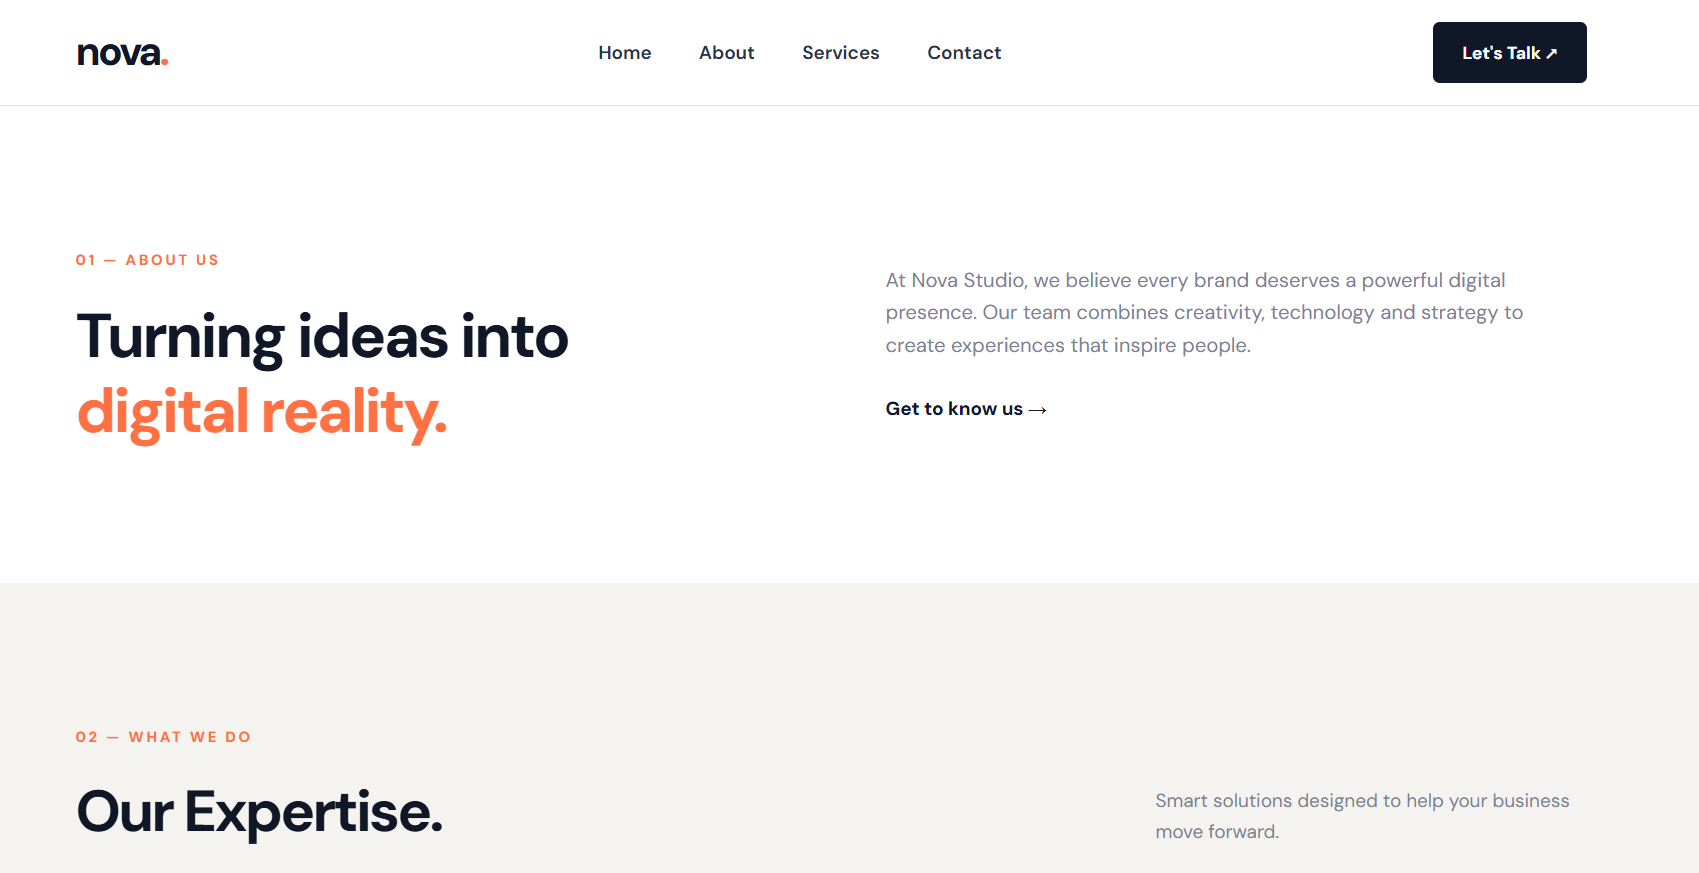 nova.
Home About Services Contact
Let's Talk ↗
01 — ABOUT US
Turning ideas into
digital reality.
At Nova Studio, we believe every brand deserves a powerful digital
presence. Our team combines creativity, technology and strategy to
create experiences that inspire people.
Get to know us →
02 — WHAT WE DO
Our Expertise.
Smart solutions designed to help your business
move forward.